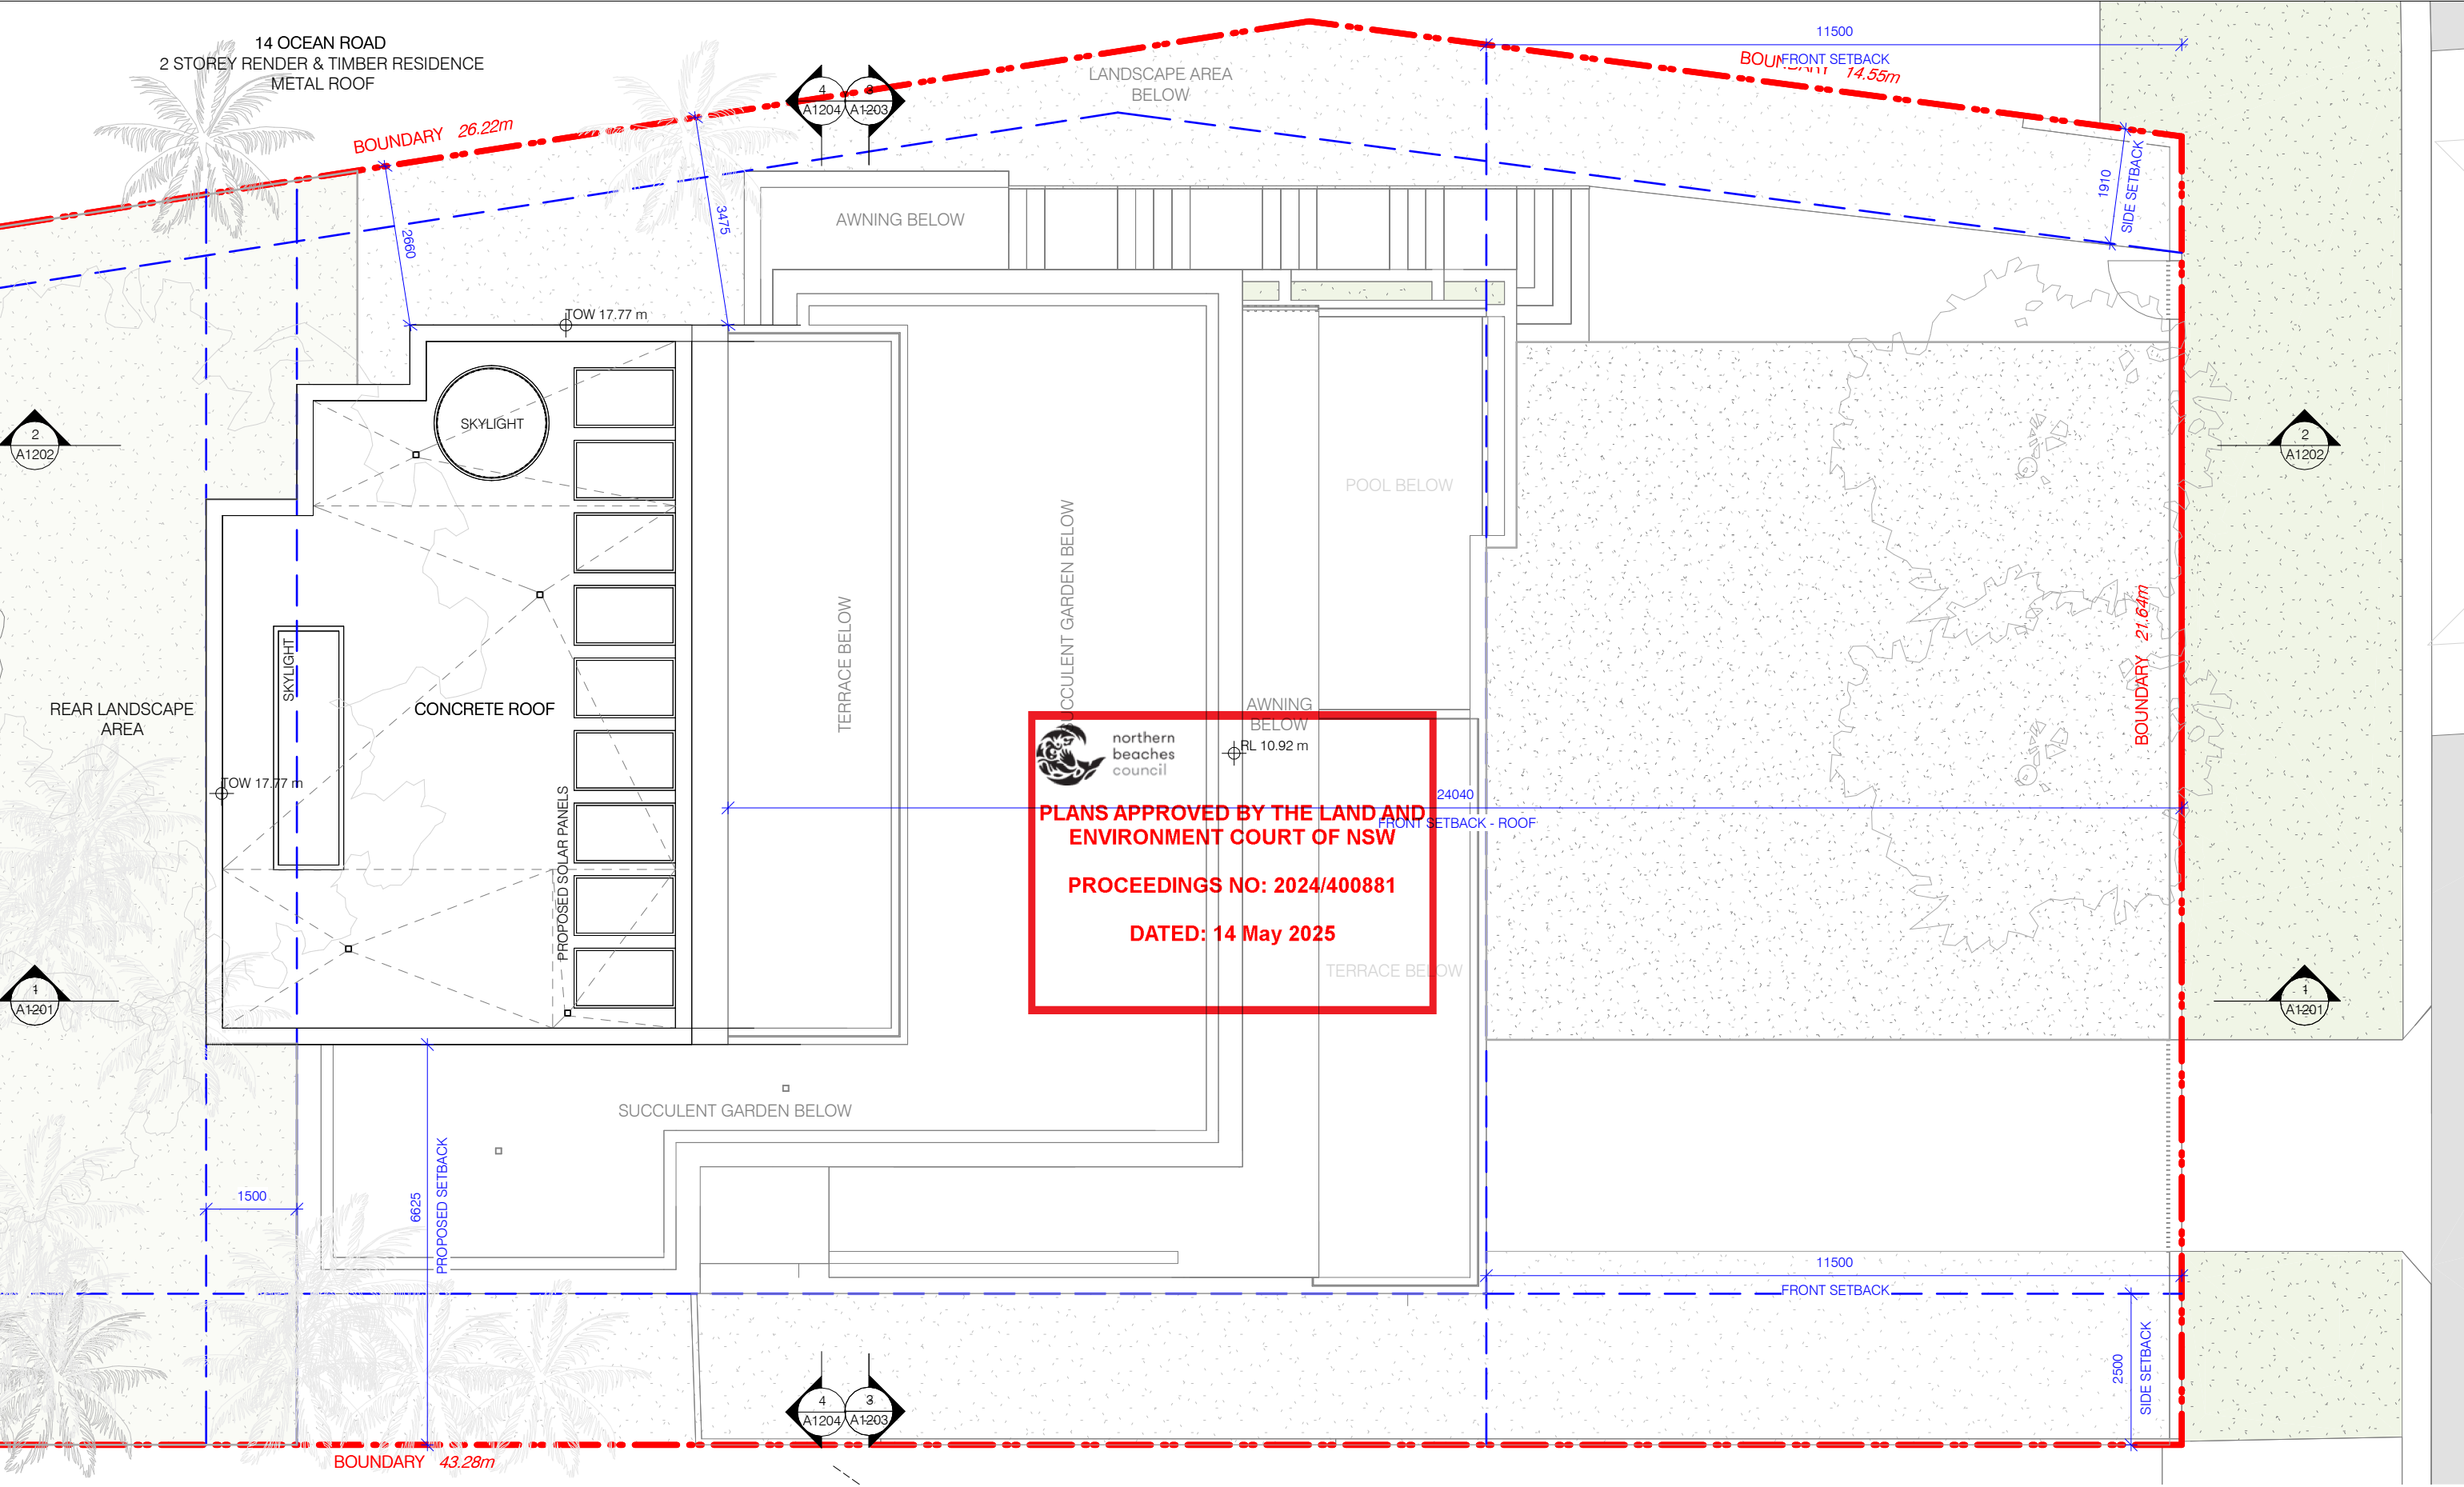 14 OCEAN ROAD
2 STOREY RENDER & TIMBER RESIDENCE
METAL ROOF
11500
FRONT SETBACK
BOUNDARY 14.55m
LANDSCAPE AREA
BELOW
4
A1204
3
A1203
BOUNDARY 26.22m
1910
SIDE SETBACK
2660
3475
AWNING BELOW
TOW 17.77 m
SKYLIGHT
2
A1202
2
A1202
POOL BELOW
SUCCULENT GARDEN BELOW
TERRACE BELOW
SKYLIGHT
BOUNDARY 21.64m
REAR LANDSCAPE
AREA
CONCRETE ROOF
AWNING
BELOW
RL 10.92 m
northern
beaches
council
TOW 17.77 m
PROPOSED SOLAR PANELS
24040
FRONT SETBACK - ROOF
PLANS APPROVED BY THE LAND AND
ENVIRONMENT COURT OF NSW
PROCEEDINGS NO: 2024/400881
DATED: 14 May 2025
TERRACE BELOW
1
A1201
1
A1201
SUCCULENT GARDEN BELOW
1500
6625
PROPOSED SETBACK
11500
FRONT SETBACK
2500
SIDE SETBACK
4
A1204
3
A1203
BOUNDARY 43.28m